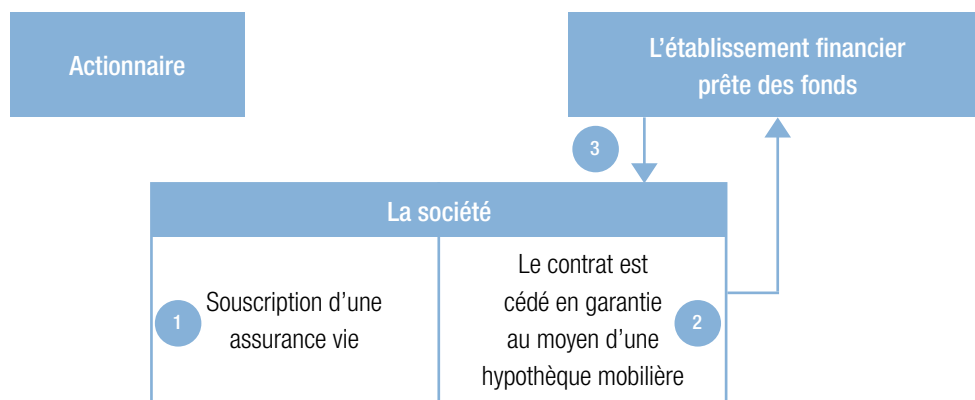 Actionnaire
L'établissement financier
prête des fonds
3
La société
1
Souscription d'une
assurance vie
Le contrat est
cédé en garantie
au moyen d'une
hypothèque mobilière
2